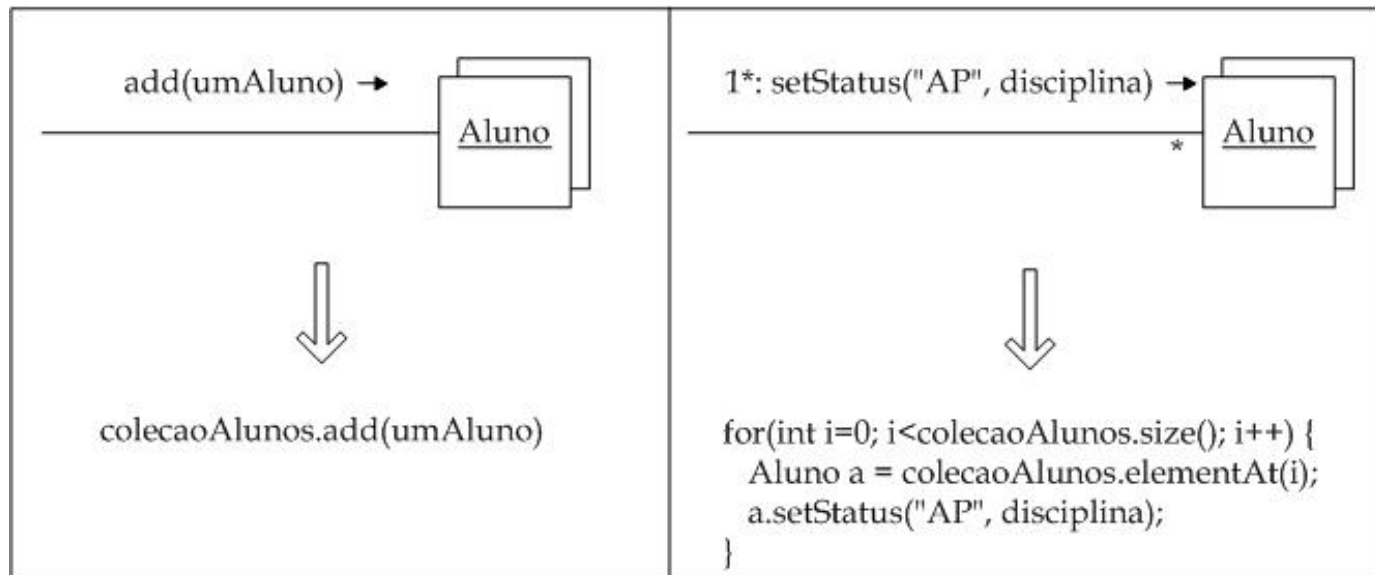 add(umAluno) →
Aluno
colecaoAlunos.add(umAluno)
1*: setStatus("AP", disciplina) →
Aluno
*
for(int i=0; i<colecaoAlunos.size(); i++) {
Aluno a = colecaoAlunos.elementAt(i);
a.setStatus("AP", disciplina);
}